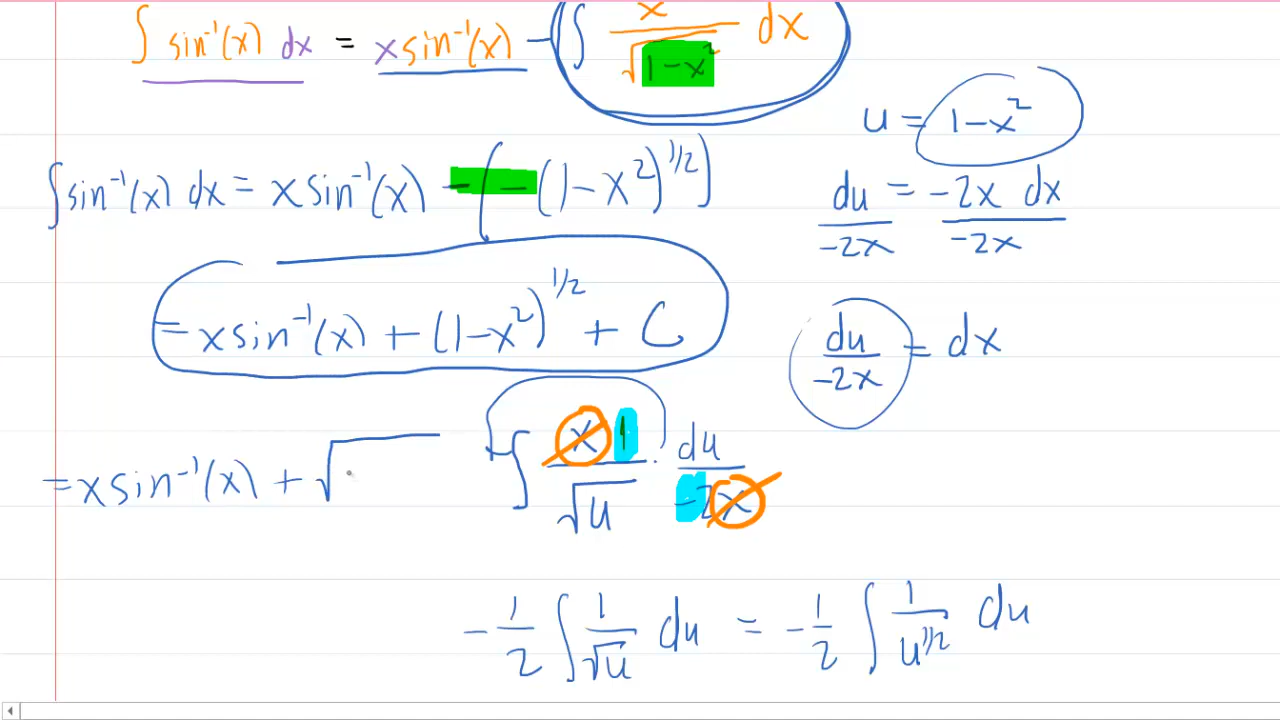 ∫ sin⁻¹(x) dx = x sin⁻¹(x) − ∫ x/√(1−x²) dx
u = 1−x²
∫ sin⁻¹(x) dx = x sin⁻¹(x) − (−(1−x²)^1/2)
du = −2x dx
−2x −2x
= x sin⁻¹(x) + (1−x²)^1/2 + C
du/−2x = dx
= x sin⁻¹(x) + √
∫ x 1/√u · du/−2x
−1/2 ∫ 1/√u du = −1/2 ∫ 1/u^1/2 du